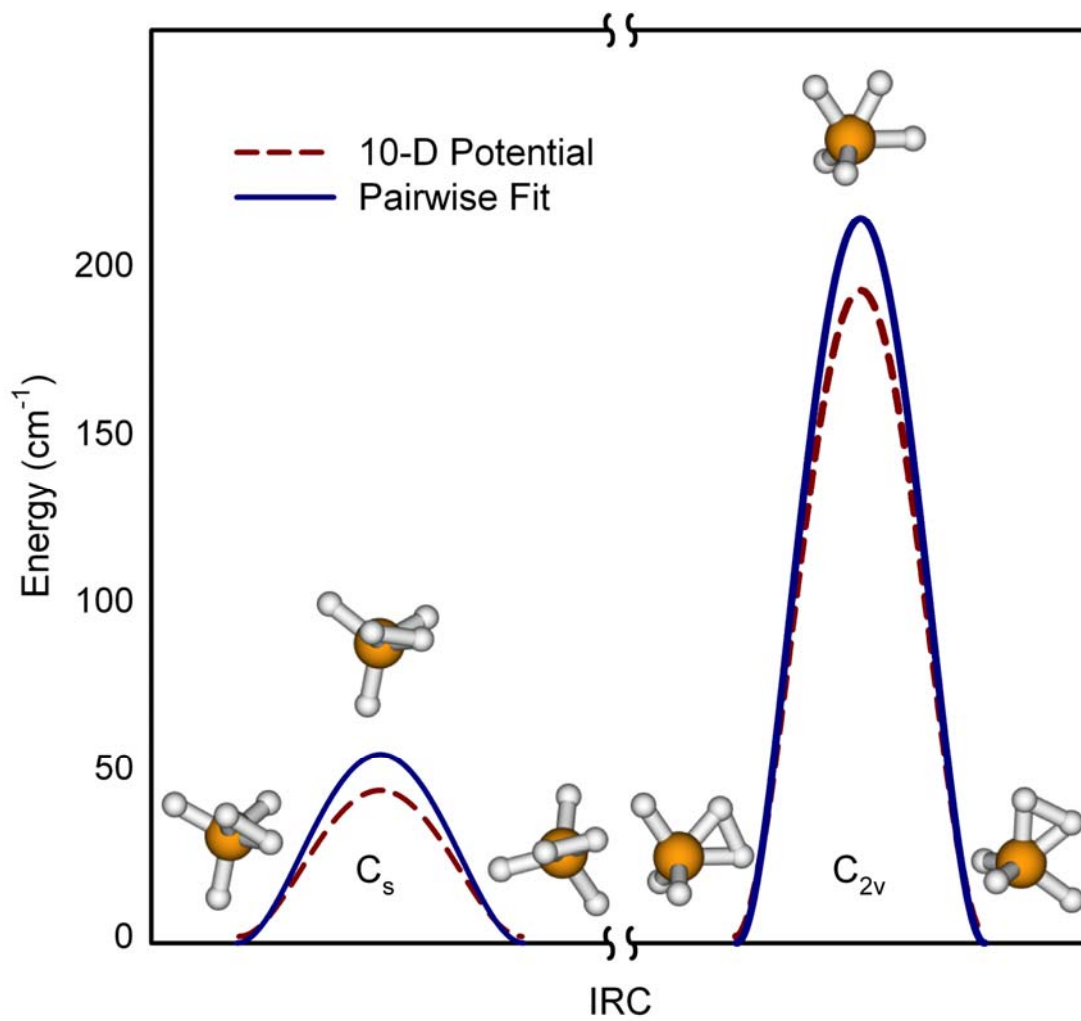 10-D Potential
Pairwise Fit
200
150
100
50
0
Energy (cm⁻¹)
Cₛ
C₂ᵥ
IRC